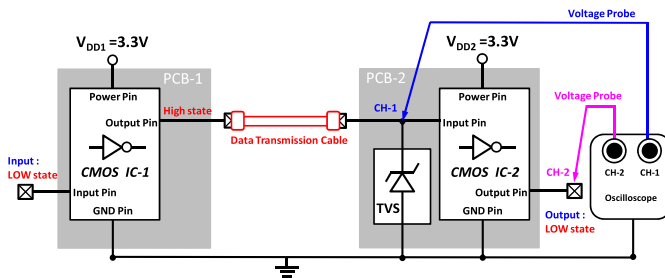 Voltage Probe
V_DD1 =3.3V
V_DD2 =3.3V
PCB-1
PCB-2
Voltage Probe
Power Pin
High state
CH-1
Power Pin
Output Pin
Input Pin
Data Transmission Cable
CH-2
CH-1
Oscilloscope
Input :
LOW state
CMOS IC-1
CMOS IC-2
CH-2
Input Pin
Output Pin
TVS
GND Pin
GND Pin
Output :
LOW state